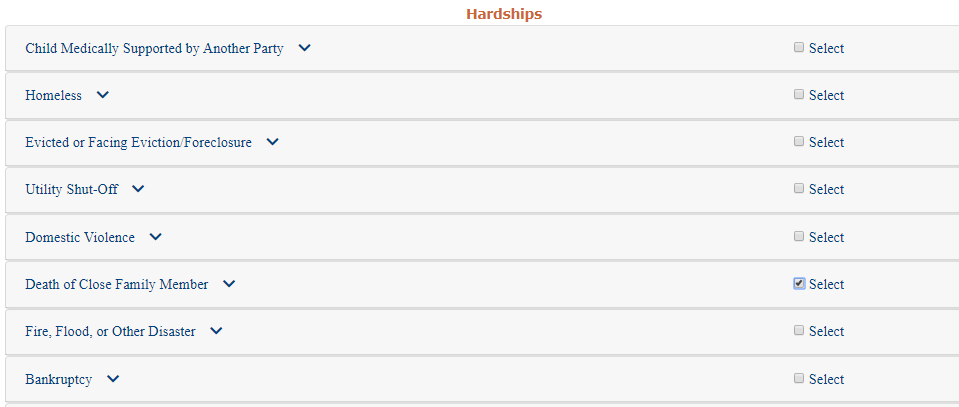 Hardships
Child Medically Supported by Another Party Select
Homeless Select
Evicted or Facing Eviction/Foreclosure Select
Utility Shut-Off Select
Domestic Violence Select
Death of Close Family Member Select
Fire, Flood, or Other Disaster Select
Bankruptcy Select